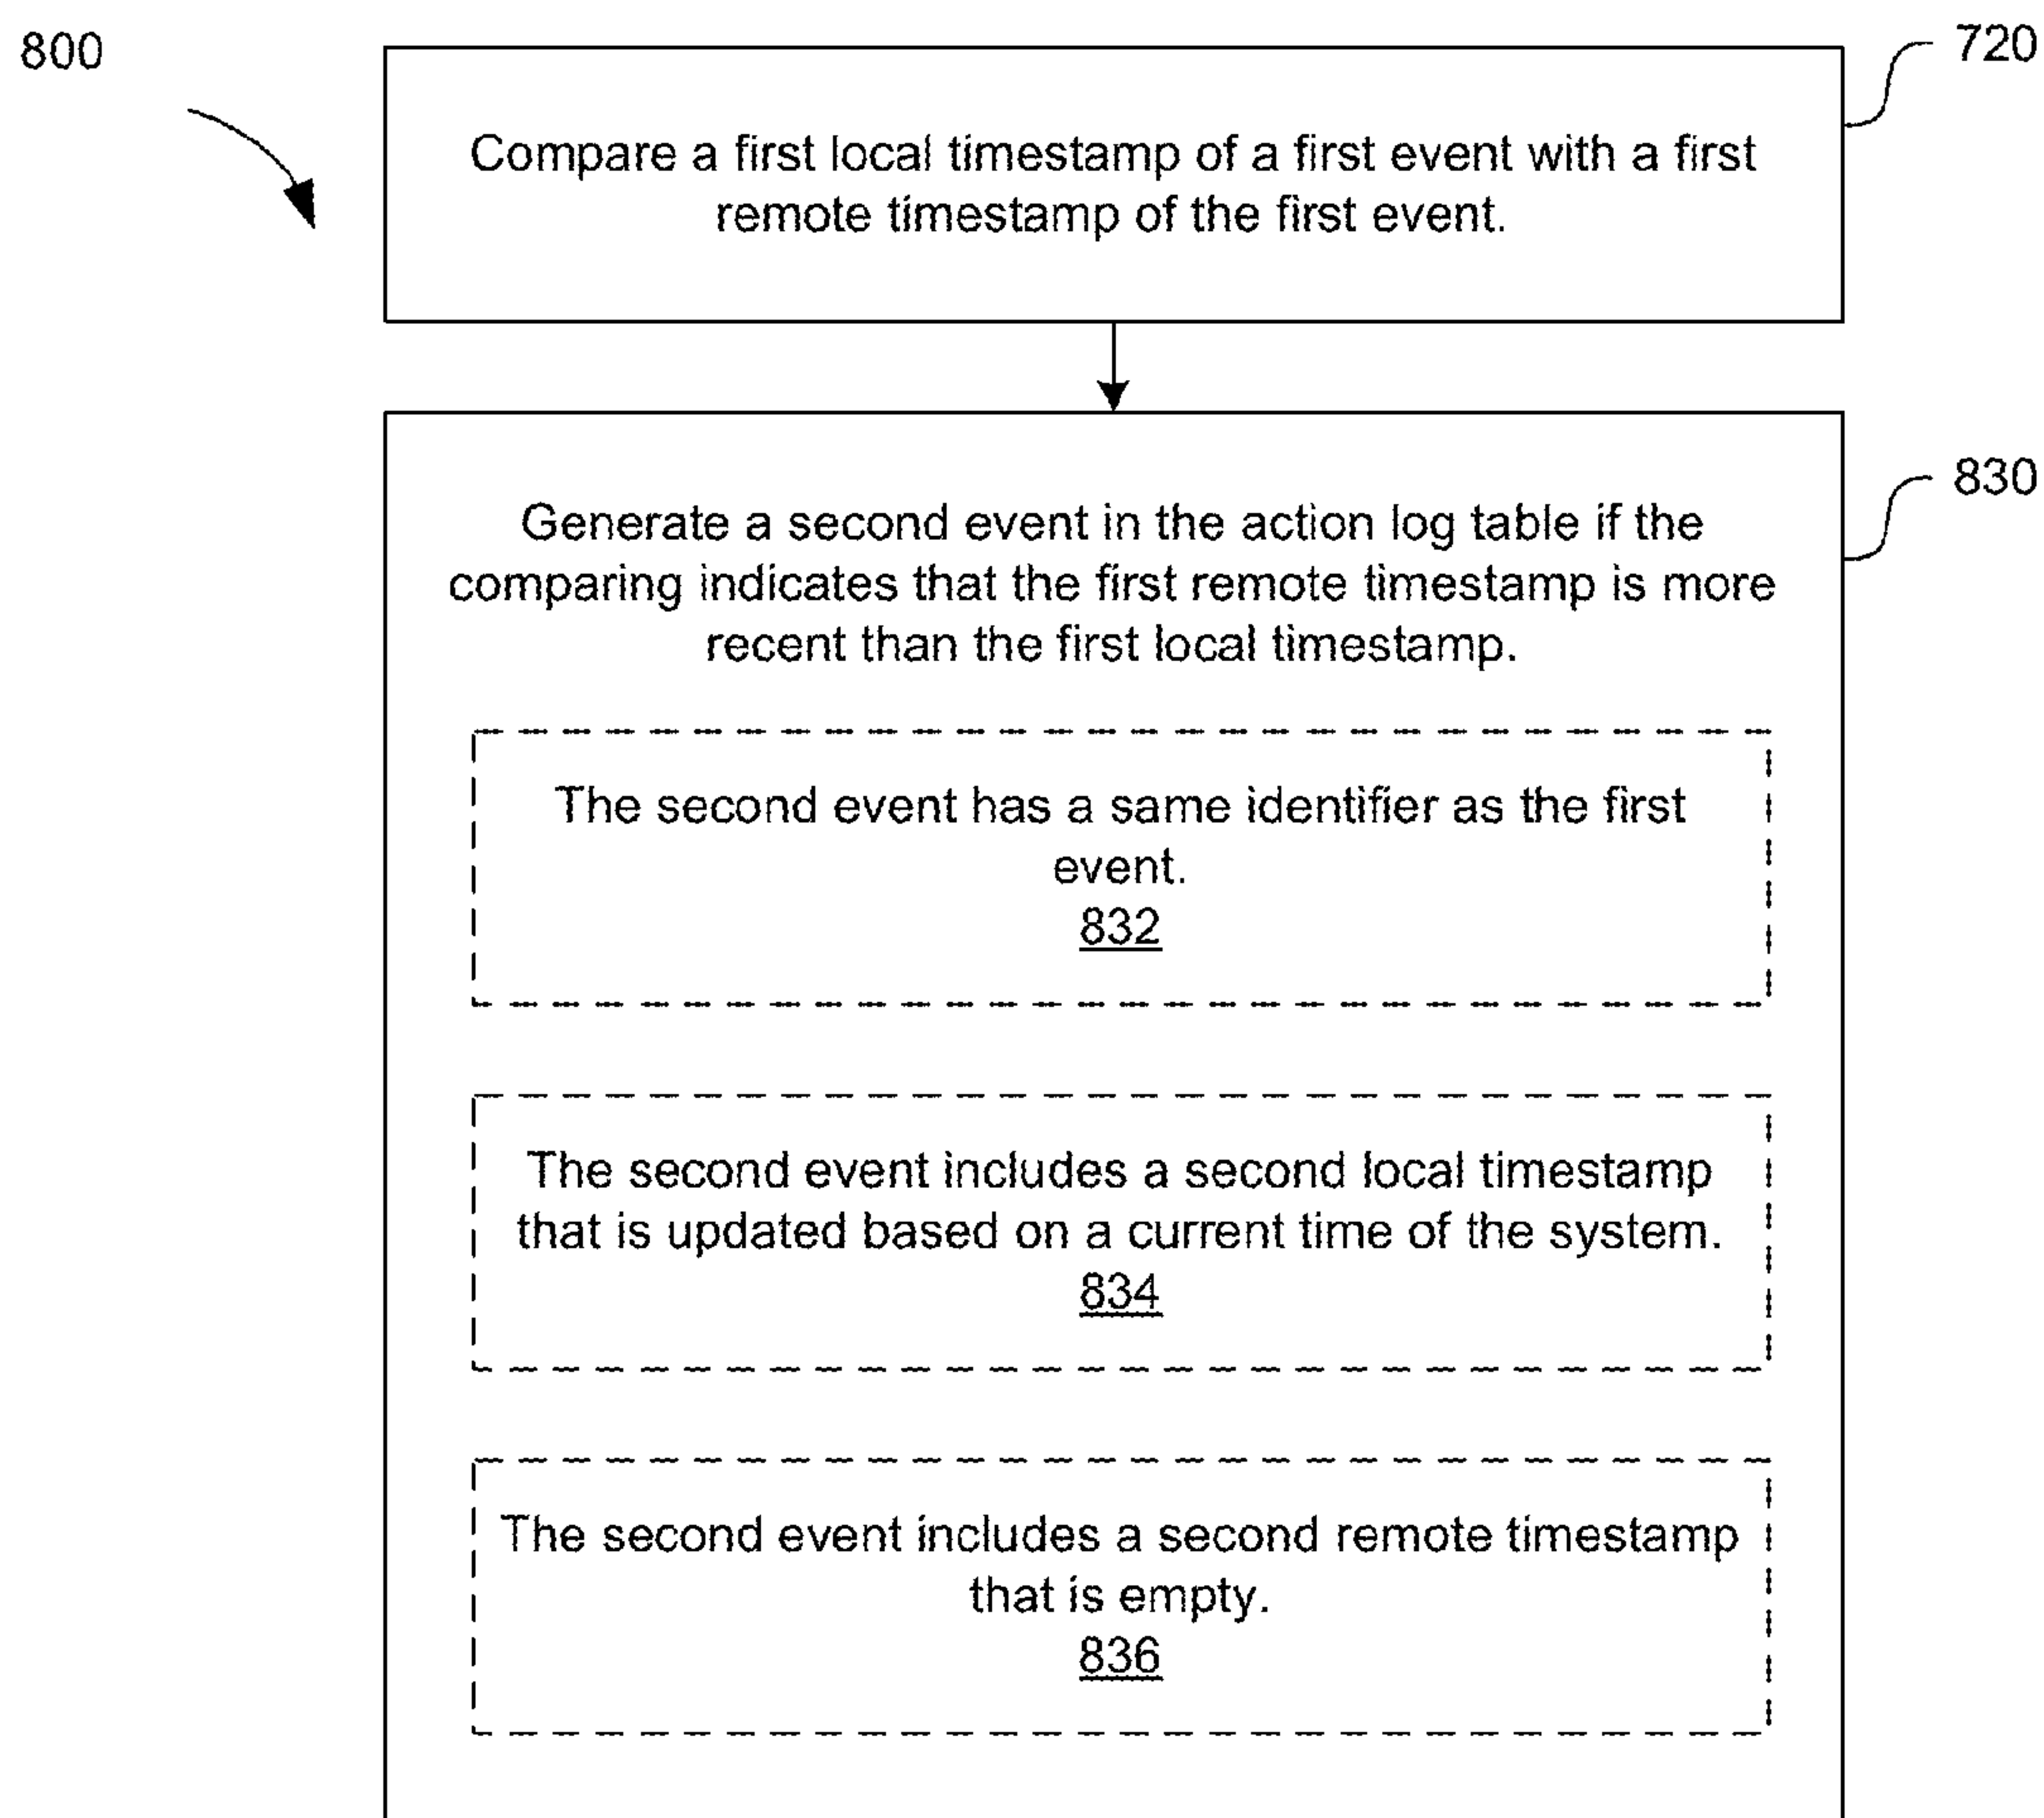 800
720
Compare a first local timestamp of a first event with a first
remote timestamp of the first event.
830
Generate a second event in the action log table if the
comparing indicates that the first remote timestamp is more
recent than the first local timestamp.
The second event has a same identifier as the first
event.
832
The second event includes a second local timestamp
that is updated based on a current time of the system.
834
The second event includes a second remote timestamp
that is empty.
836